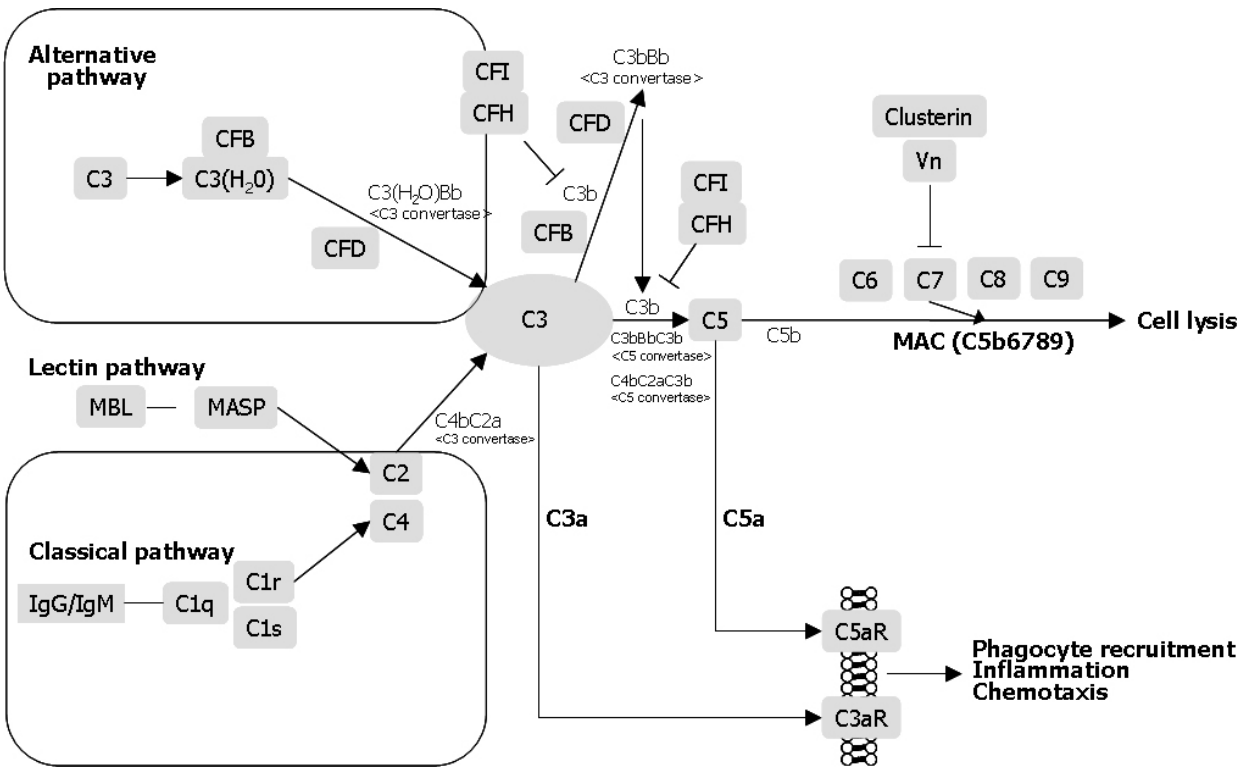 Alternative
pathway
CFB
C3
C3(H₂0)
CFD
C3(H₂O)Bb
<C3 convertase>
CFI
CFH
C3b
CFB
CFD
C3bBb
<C3 convertase>
CFI
CFH
Clusterin
Vn
C6
C7
C8
C9
C3
C3b
C3bBbC3b
<C5 convertase>
C4bC2aC3b
<C5 convertase>
C5
C5b
MAC (C5b6789)
Cell lysis
Lectin pathway
MBL
MASP
C4bC2a
<C3 convertase>
C2
C4
Classical pathway
IgG/IgM
C1q
C1r
C1s
C3a
C5a
C5aR
C3aR
Phagocyte recruitment
Inflammation
Chemotaxis